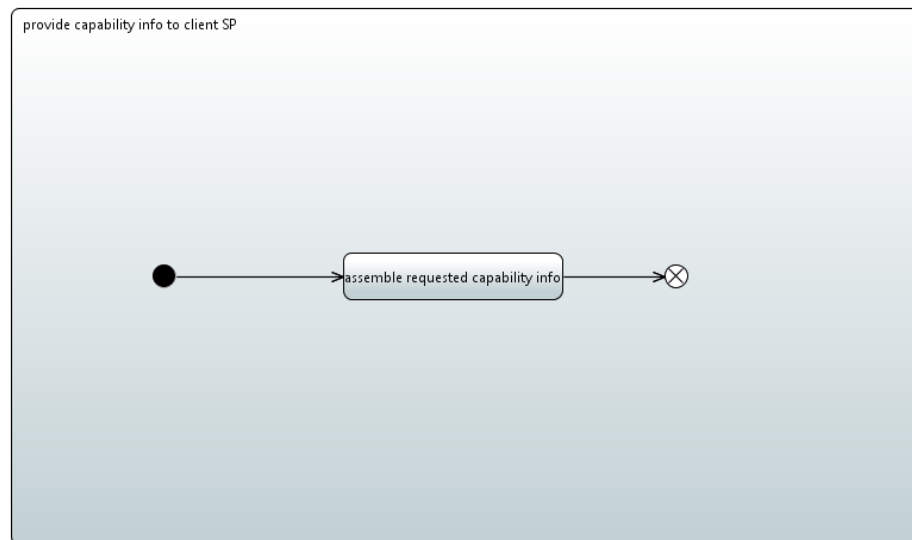 provide capability info to client SP
assemble requested capability info